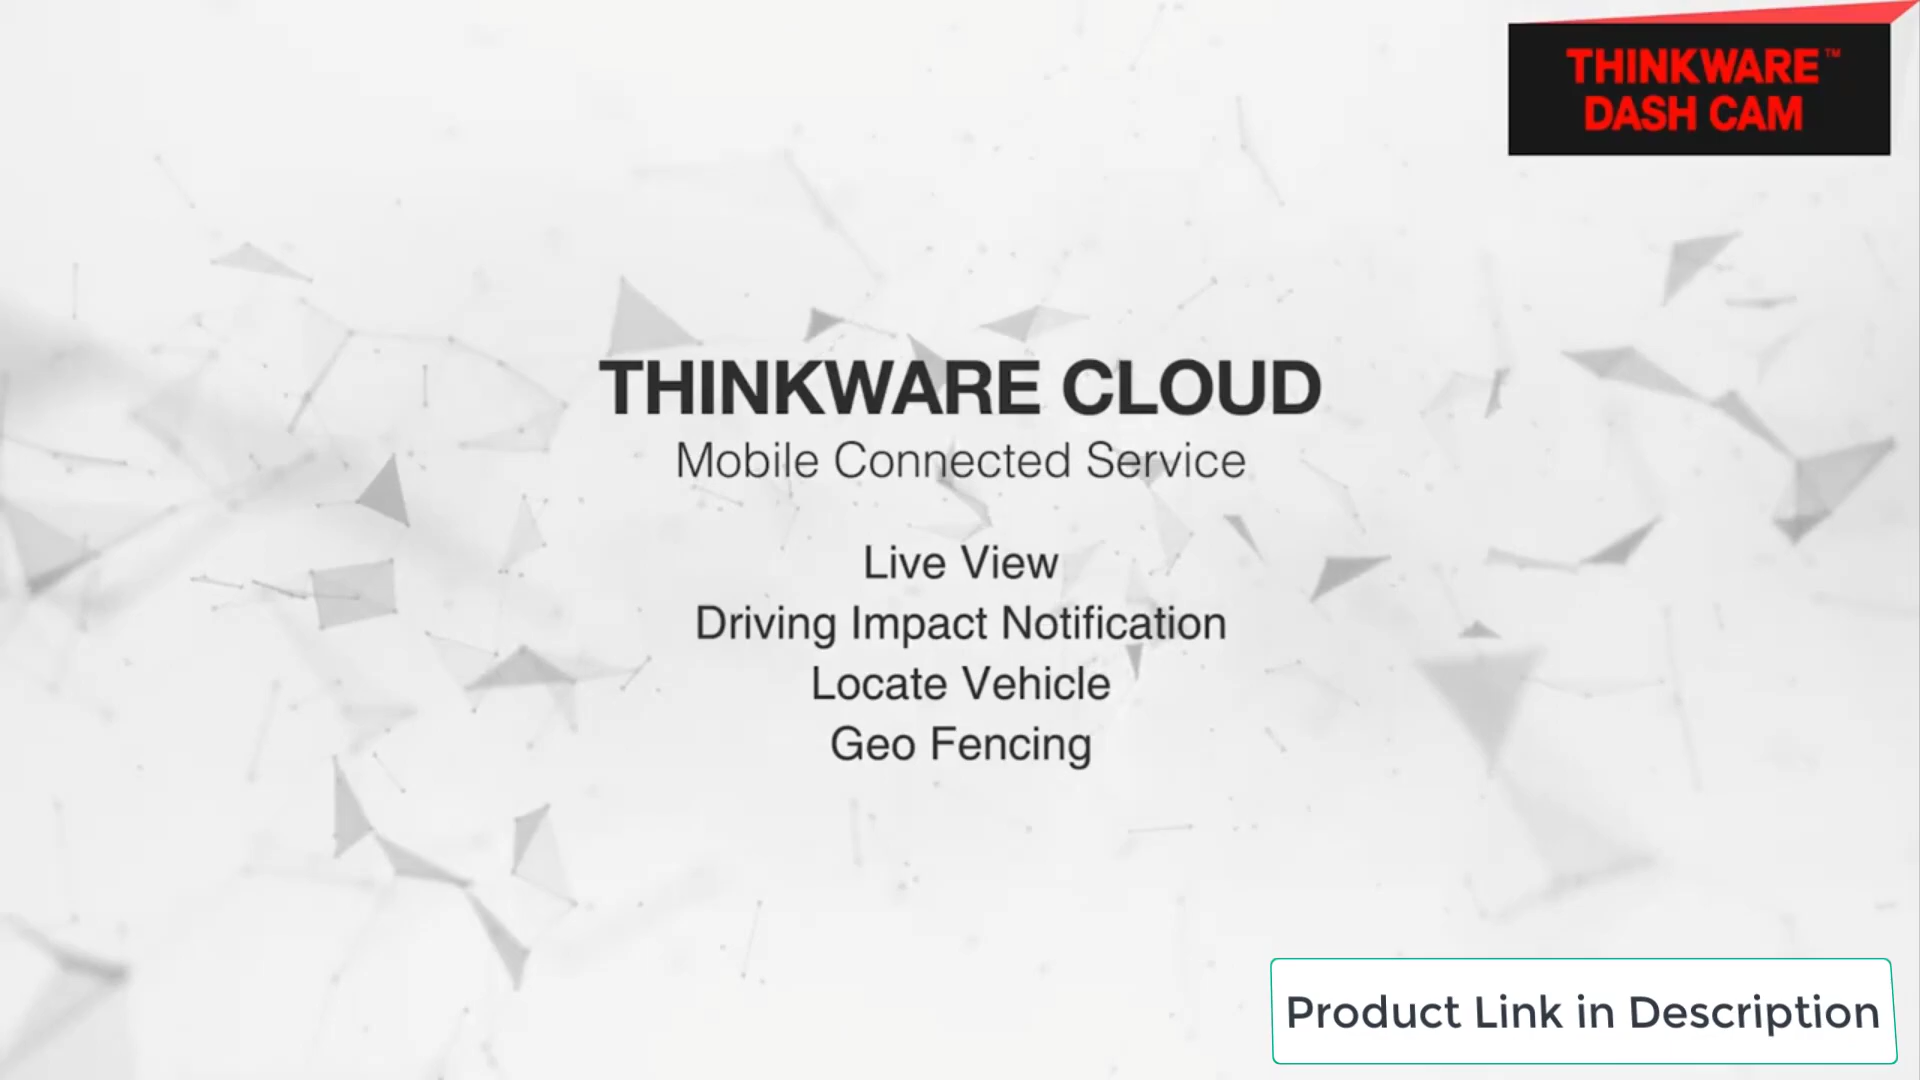 THINKWARE™
DASH CAM
THINKWARE CLOUD
Mobile Connected Service
Live View
Driving Impact Notification
Locate Vehicle
Geo Fencing
Product Link in Description